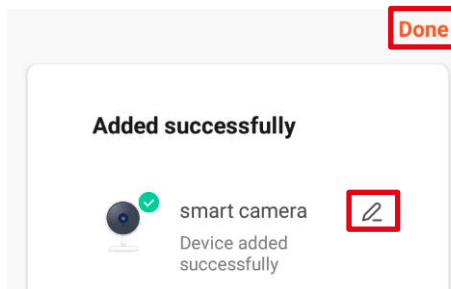 Done
Added successfully
smart camera
Device added
successfully